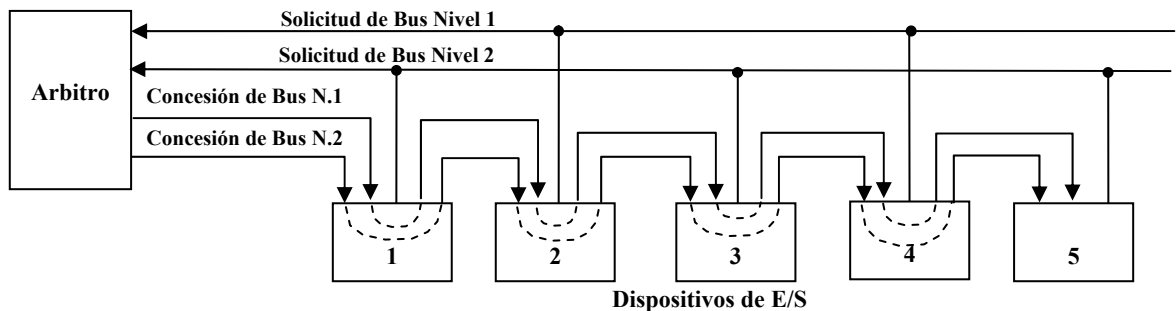 Solicitud de Bus Nivel 1
Solicitud de Bus Nivel 2
Arbitro
Concesión de Bus N.1
Concesión de Bus N.2
1
2
3
4
5
Dispositivos de E/S